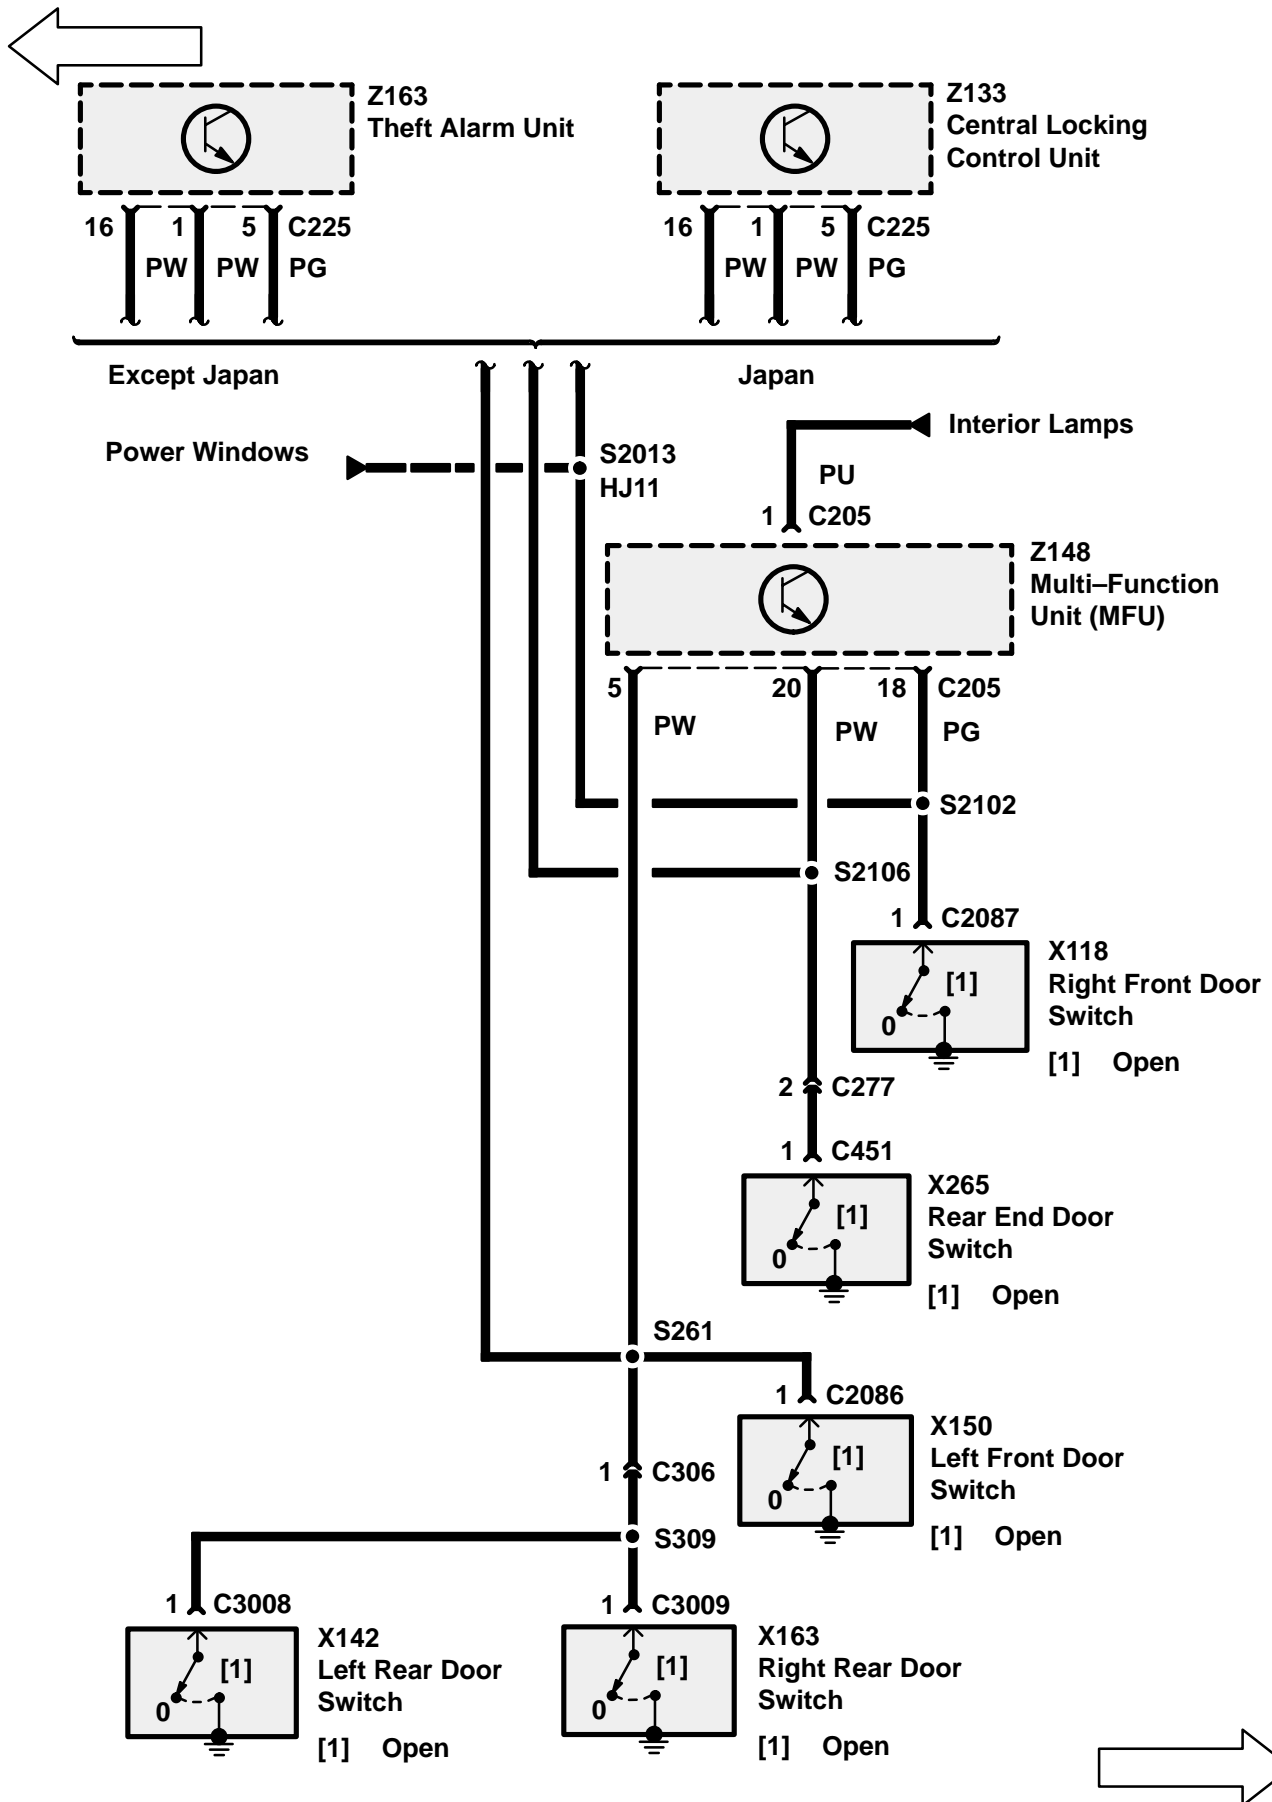 Z163
Theft Alarm Unit
Z133
Central Locking
Control Unit
16 1 5 C225
PW PW PG
16 1 5 C225
PW PW PG
Except Japan
Japan
Interior Lamps
Power Windows
S2013
HJ11
PU
1 C205
Z148
Multi–Function
Unit (MFU)
5 20 18 C205
PW PW PG
S2102
S2106
1 C2087
X118
Right Front Door
Switch
[1] Open
[1]
0
2 C277
1 C451
X265
Rear End Door
Switch
[1] Open
[1]
0
S261
1 C2086
X150
Left Front Door
Switch
[1] Open
[1]
0
1 C306
S309
1 C3008
X142
Left Rear Door
Switch
[1] Open
[1]
0
1 C3009
X163
Right Rear Door
Switch
[1] Open
[1]
0